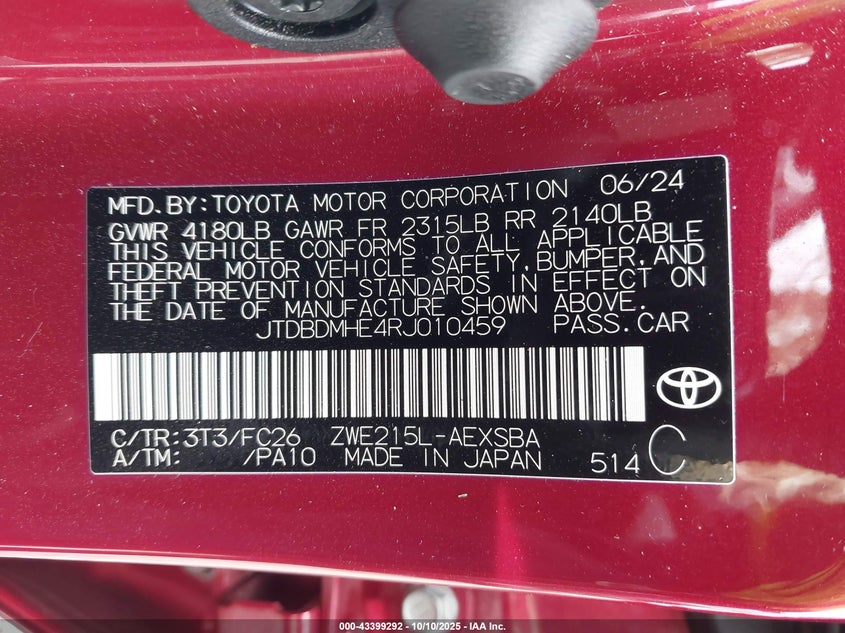 MFD. BY: TOYOTA MOTOR CORPORATION 06/24
GVWR 4180LB GAWR FR 2315LB RR 2140LB
THIS VEHICLE CONFORMS TO ALL APPLICABLE
FEDERAL MOTOR VEHICLE SAFETY, BUMPER, AND
THEFT PREVENTION STANDARDS IN EFFECT ON
THE DATE OF MANUFACTURE SHOWN ABOVE.
JTDBDMHE4RJ010459 PASS. CAR
C/TR: 3T3/FC26 ZWE215L-AEXSBA
A/TM: /PA10 MADE IN JAPAN 514 C
000-43399292 - 10/10/2025 - IAA Inc.